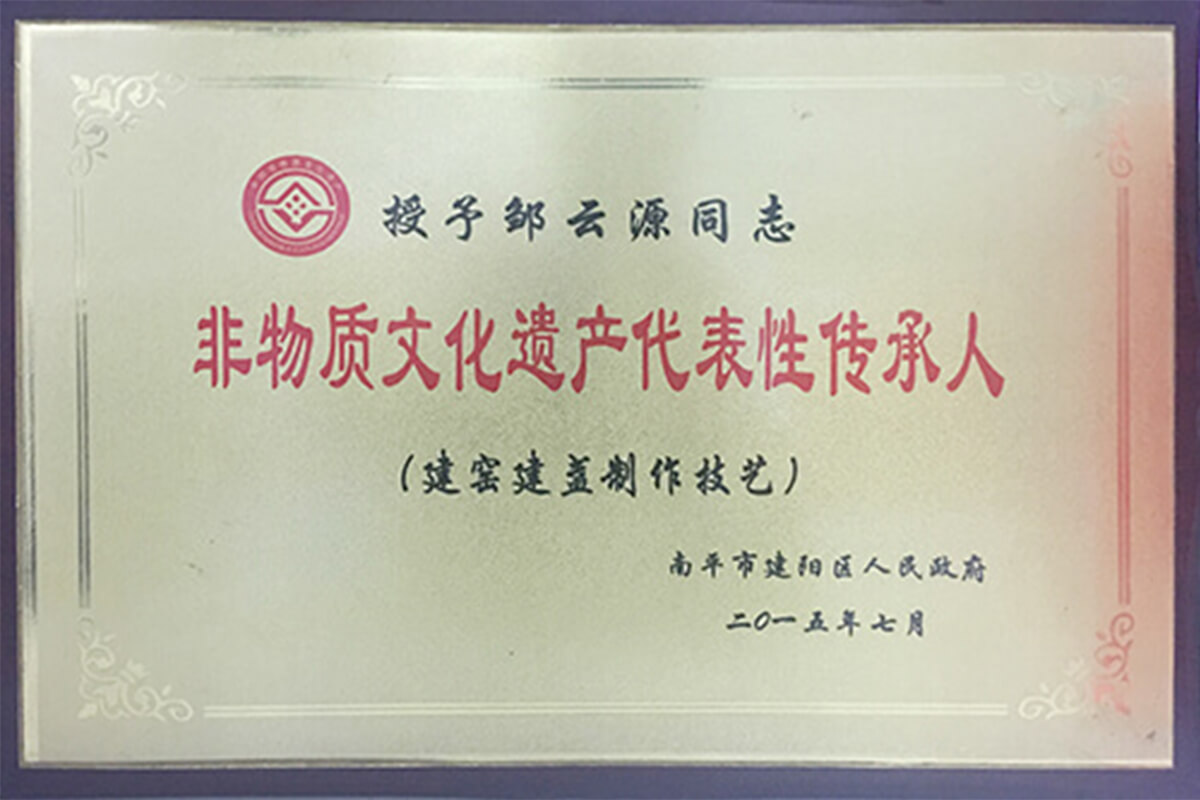 授予邹云源同志
非物质文化遗产代表性传承人
（建窑建盏制作技艺）
南平市建阳区人民政府
二〇一五年七月